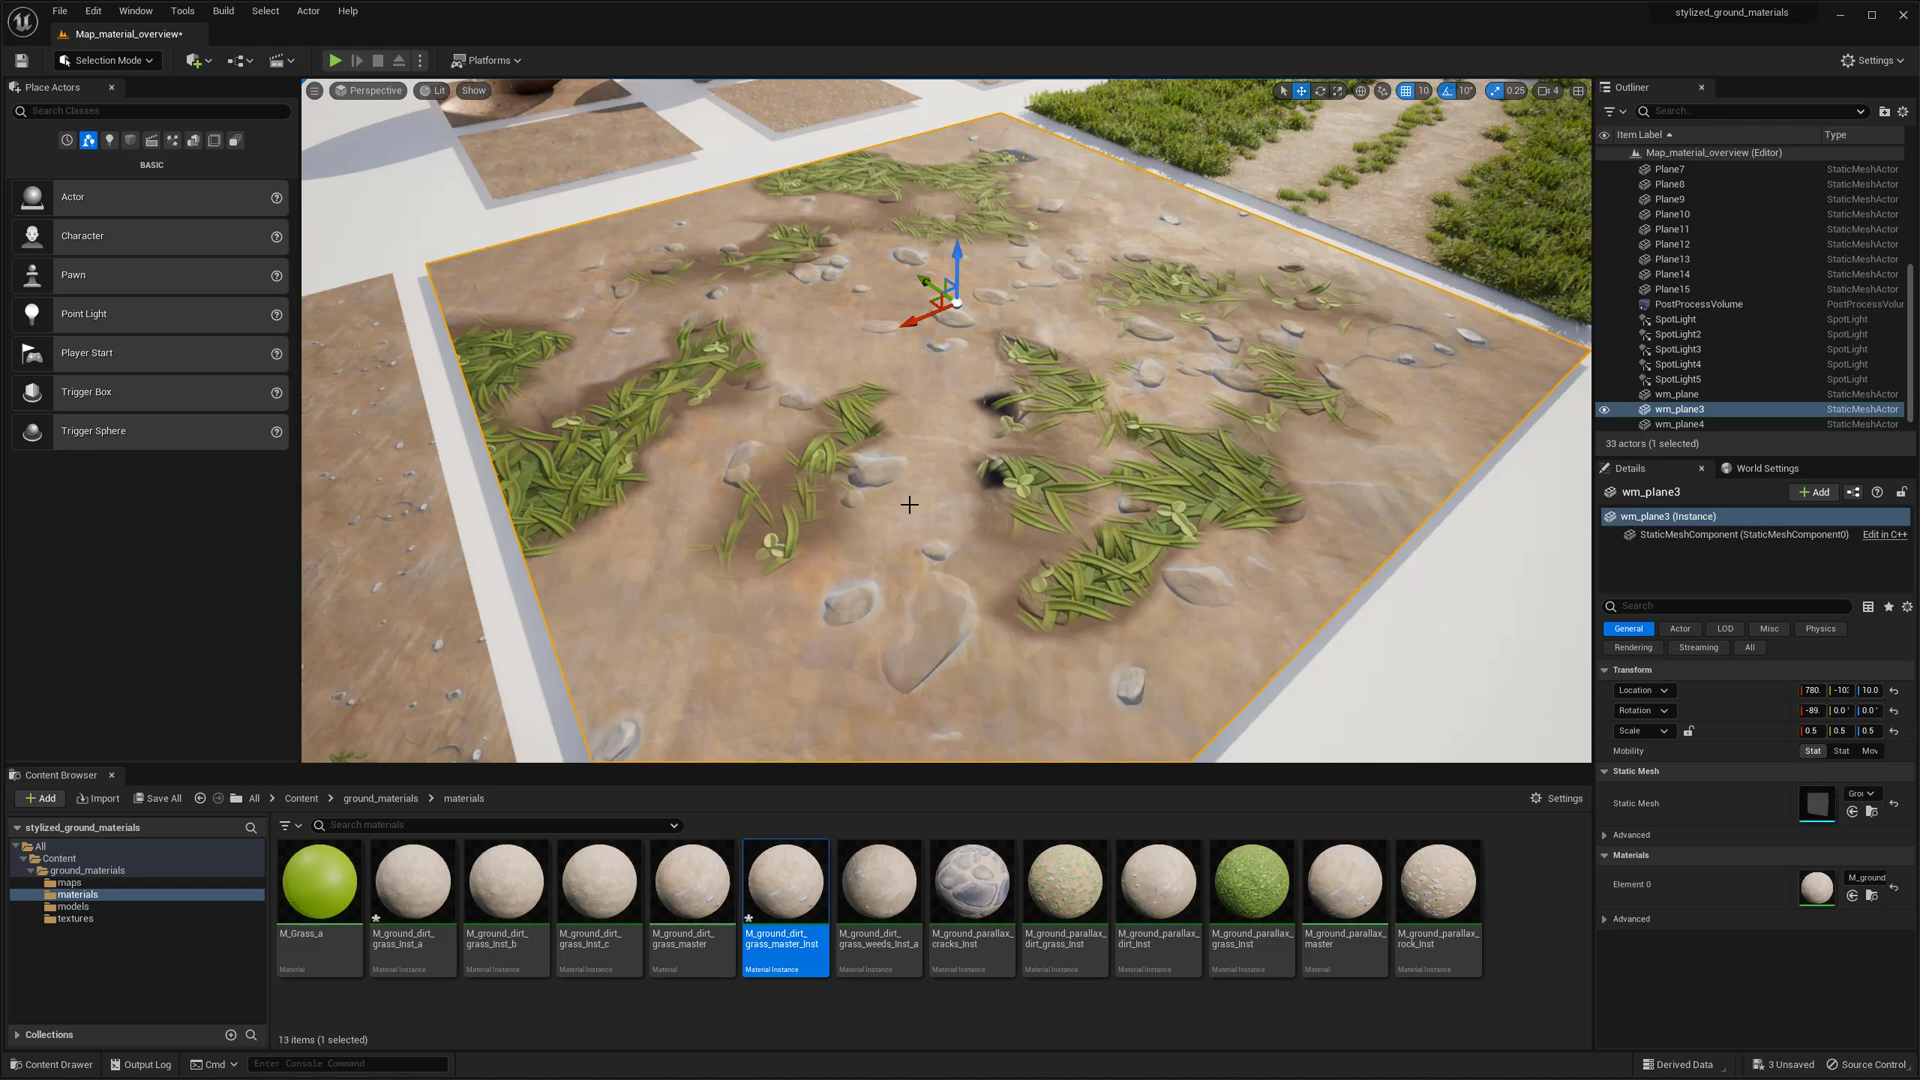 File Edit Window Tools Build Select Actor Help
stylized_ground_materials
Map_material_overview*
Selection Mode
Platforms
Settings
Place Actors
Search Classes
BASIC
Actor
Character
Pawn
Point Light
Player Start
Trigger Box
Trigger Sphere
Perspective Lit Show
10 10° 0.25 4
Outliner
Search...
Item Label Type
Map_material_overview (Editor)
Plane7 StaticMeshActor
Plane8 StaticMeshActor
Plane9 StaticMeshActor
Plane10 StaticMeshActor
Plane11 StaticMeshActor
Plane12 StaticMeshActor
Plane13 StaticMeshActor
Plane14 StaticMeshActor
Plane15 StaticMeshActor
PostProcessVolume PostProcessVolur
SpotLight SpotLight
SpotLight2 SpotLight
SpotLight3 SpotLight
SpotLight4 SpotLight
SpotLight5 SpotLight
wm_plane StaticMeshActor
wm_plane3 StaticMeshActor
wm_plane4 StaticMeshActor
33 actors (1 selected)
Details World Settings
wm_plane3 Add
wm_plane3 (Instance)
StaticMeshComponent (StaticMeshComponent0) Edit in C++
Search
General Actor LOD Misc Physics
Rendering Streaming All
Transform
Location 780. -10: 10.0
Rotation -89. 0.0° 0.0°
Scale 0.5 0.5 0.5
Mobility Stat Stat Mov
Static Mesh
Static Mesh Gro
Advanced
Materials
Element 0 M_ground
Advanced
Content Browser
Add Import Save All All Content ground_materials materials Settings
stylized_ground_materials
All
Content
ground_materials
maps
materials
models
textures
Collections
Search materials
M_Grass_a
Material
M_ground_dirt_
grass_Inst_a
Material Instance
M_ground_dirt_
grass_Inst_b
Material Instance
M_ground_dirt_
grass_Inst_c
Material Instance
M_ground_dirt_
grass_master
Material
M_ground_dirt_
grass_master_Inst
Material Instance
M_ground_dirt_
grass_weeds_Inst_a
Material Instance
M_ground_parallax_
cracks_Inst
Material Instance
M_ground_parallax_
dirt_grass_Inst
Material Instance
M_ground_parallax_
dirt_Inst
Material Instance
M_ground_parallax_
grass_Inst
Material Instance
M_ground_parallax_
master
Material
M_ground_parallax_
rock_Inst
Material Instance
13 items (1 selected)
Content Drawer Output Log Cmd Enter Console Command Derived Data 3 Unsaved Source Control